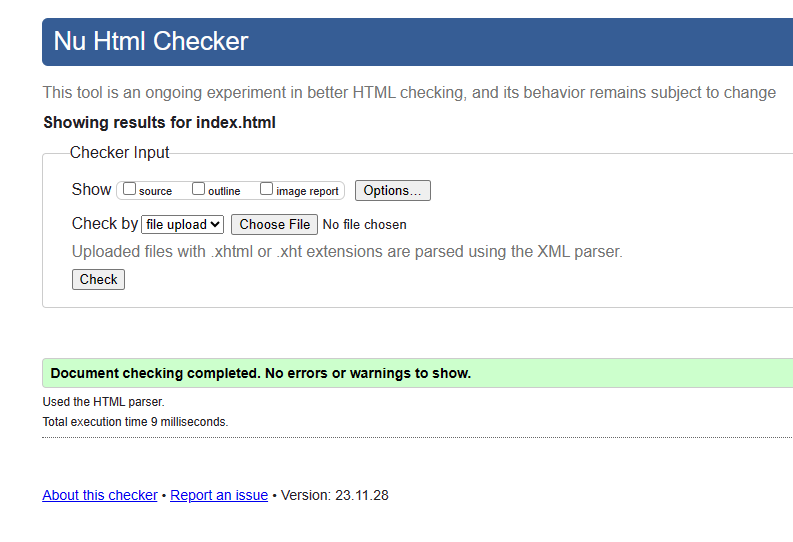 Nu Html Checker
This tool is an ongoing experiment in better HTML checking, and its behavior remains subject to change
Showing results for index.html
Checker Input
Show source outline image report Options...
Check by file upload Choose File No file chosen
Uploaded files with .xhtml or .xht extensions are parsed using the XML parser.
Check
Document checking completed. No errors or warnings to show.
Used the HTML parser.
Total execution time 9 milliseconds.
About this checker • Report an issue • Version: 23.11.28